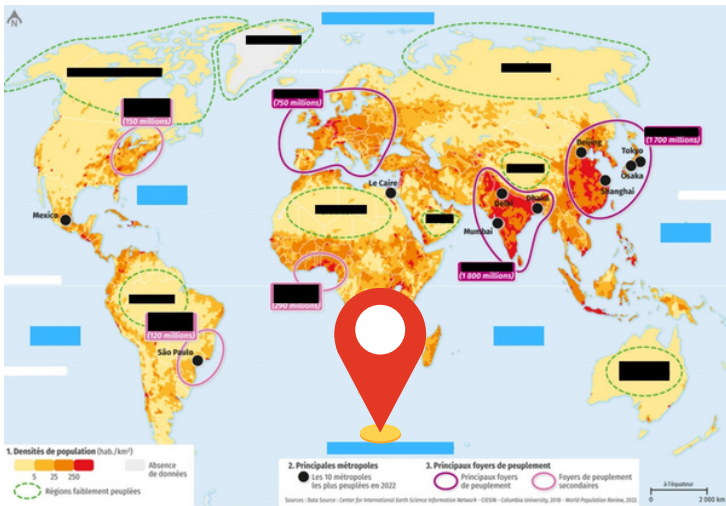 N
(150 millions)
(750 millions)
(1 700 millions)
Beijing
Tokyo
Osaka
Shanghai
Le Caire
Delhi
Dhaka
Mumbai
(1 800 millions)
Mexico
(290 millions)
(120 millions)
São Paulo
1. Densités de population (hab./km²)
5 25 250
Absence
de données
Régions faiblement peuplées
2. Principales métropoles
Les 10 métropoles
les plus peuplées en 2022
3. Principaux foyers de peuplement
Principaux foyers
de peuplement
Foyers de peuplement
secondaires
Sources : Data Source : Center for International Earth Science Information Network - CIESIN - Columbia University, 2018 - World Population Review, 2022.
à l'équateur
0 2 000 km